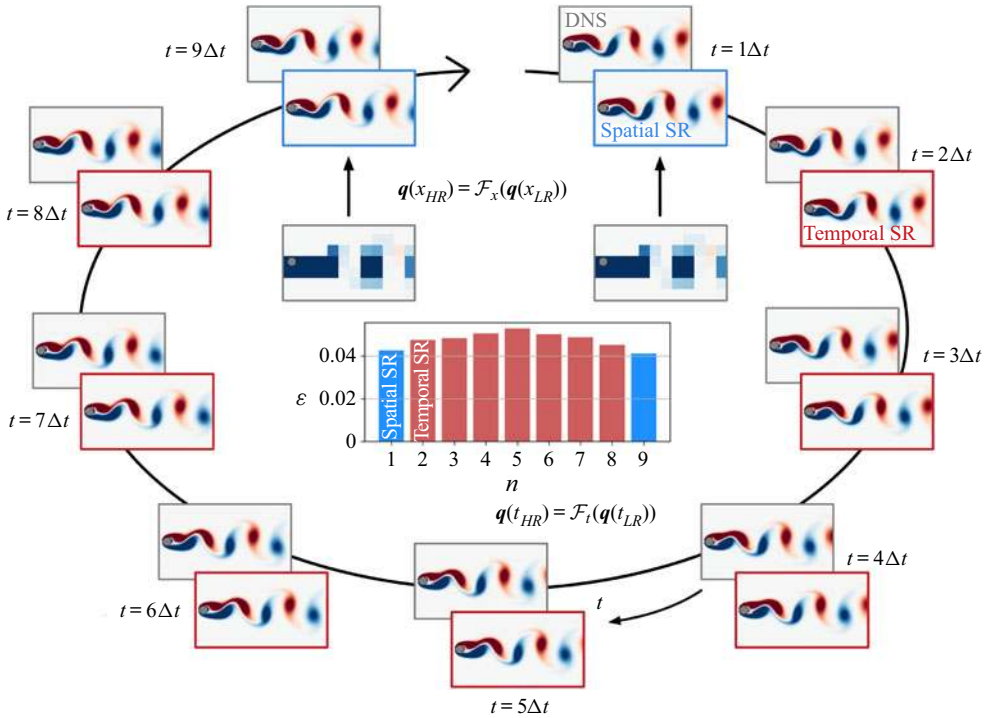 DNS
t = 9Δt
t = 1Δt
Spatial SR
t = 2Δt
q(x_HR) = F_x(q(x_LR))
t = 8Δt
Temporal SR
0.04
t = 3Δt
t = 7Δt
ε 0.02
Spatial SR
Temporal SR
0
1 2 3 4 5 6 7 8 9
n
q(t_HR) = F_t(q(t_LR))
t = 4Δt
t = 6Δt
t
t = 5Δt